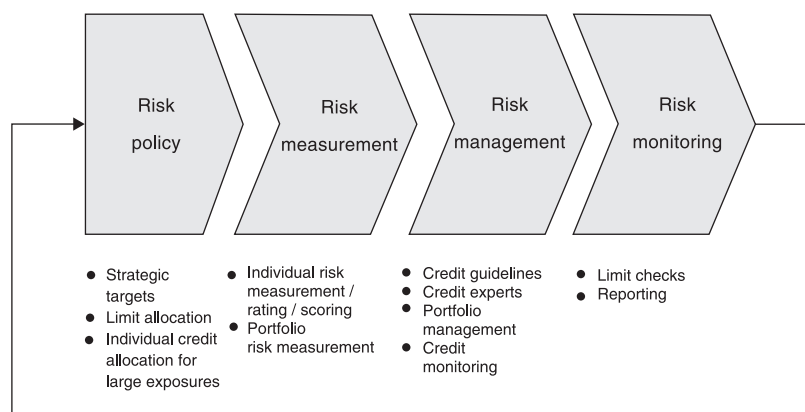 Risk
policy
Risk
measurement
Risk
management
Risk
monitoring
● Strategic
targets
● Limit allocation
● Individual credit
allocation for
large exposures
● Individual risk
measurement /
rating / scoring
● Portfolio
risk measurement
● Credit guidelines
● Credit experts
● Portfolio
management
● Credit
monitoring
● Limit checks
● Reporting